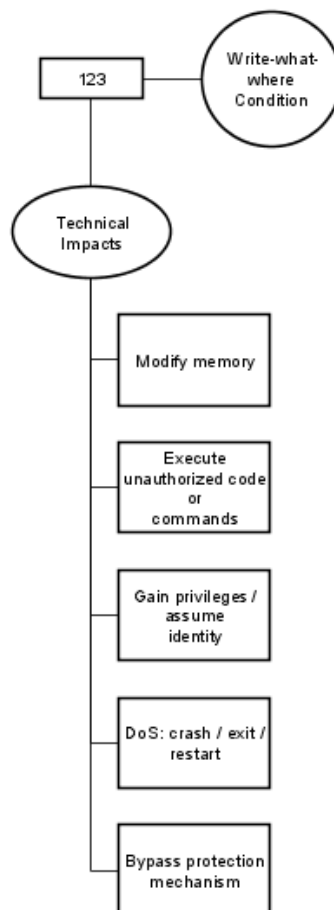 123
Write-what-
where
Condition
Technical
Impacts
Modify memory
Execute
unauthorized code
or
commands
Gain privileges /
assume
identity
DoS: crash / exit /
restart
Bypass protection
mechanism